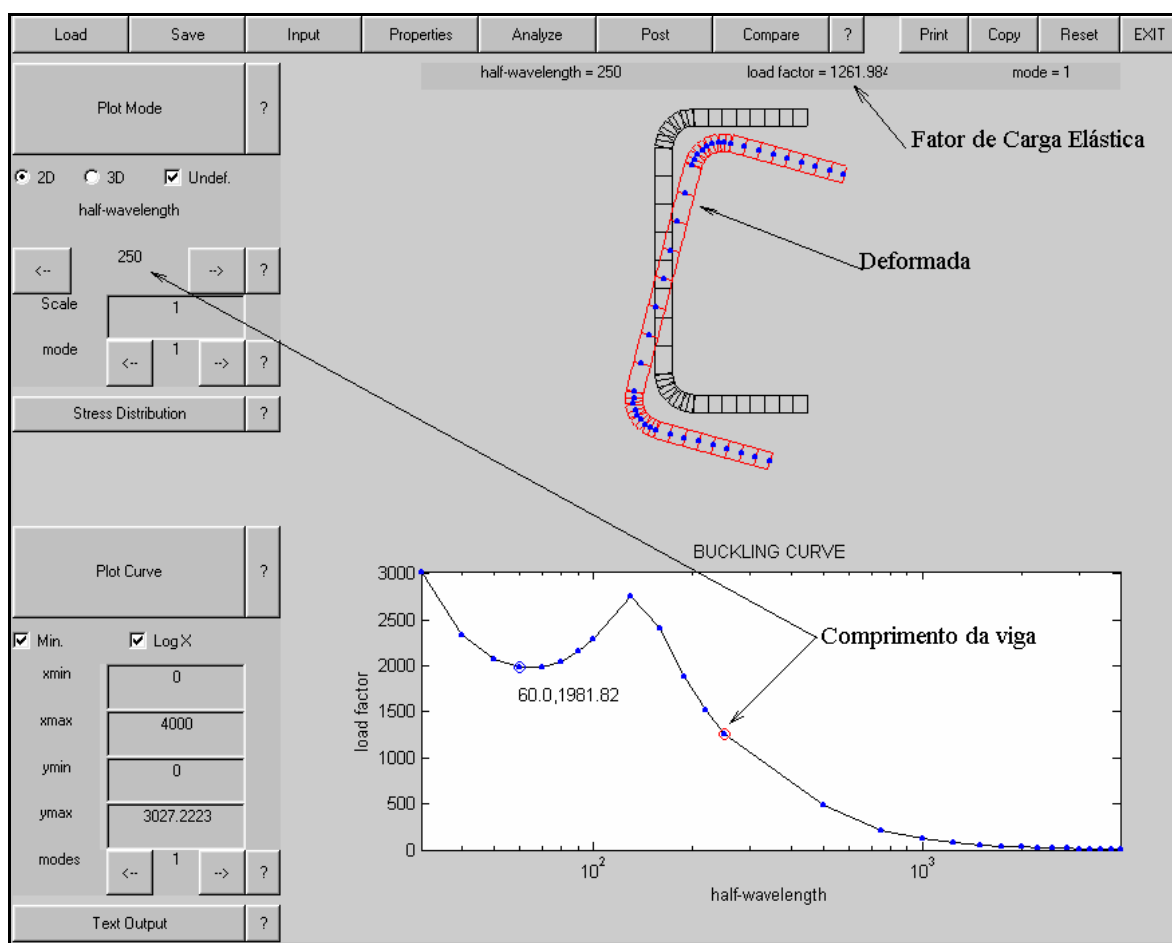 Load Save Input Properties Analyze Post Compare ? Print Copy Reset EXIT
half-wavelength = 250 load factor = 1261.984 mode = 1
Plot Mode ?
Fator de Carga Elástica
2D 3D Undef.
half-wavelength
<-- 250 --> ?
Deformada
Scale 1
mode <-- 1 --> ?
Stress Distribution ?
BUCKLING CURVE
Plot Curve ?
Min. Log X
xmin 0
xmax 4000
ymin 0
ymax 3027.2223
modes <-- 1 --> ?
Text Output ?
3000
2500
2000
1500
1000
500
0
load factor
60.0,1981.82
Comprimento da viga
10^2 10^3
half-wavelength